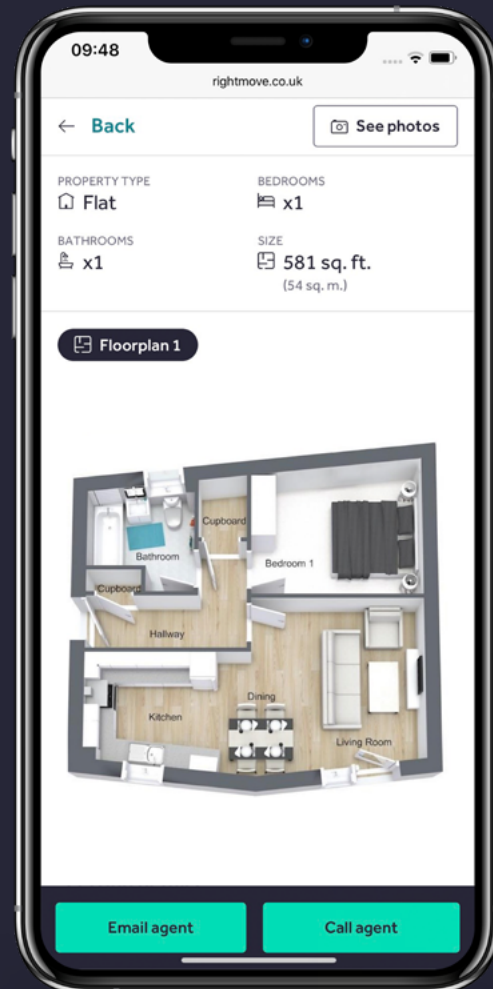 09:48
rightmove.co.uk
← Back
See photos
PROPERTY TYPE
Flat
BEDROOMS
x1
BATHROOMS
x1
SIZE
581 sq. ft.
(54 sq. m.)
Floorplan 1
Cupboard
Bathroom
Bedroom 1
Cupboard
Hallway
Dining
Kitchen
Living Room
Email agent
Call agent